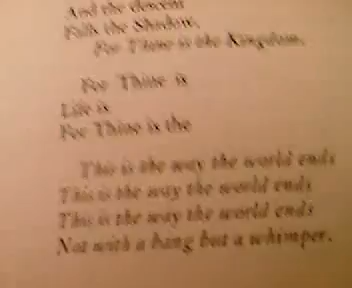 And the descent
Falls the Shadow.
For Thine is the Kingdom.
For Thine is
Life is
For Thine is the
This is the way the world ends
This is the way the world ends
This is the way the world ends
Not with a bang but a whimper.